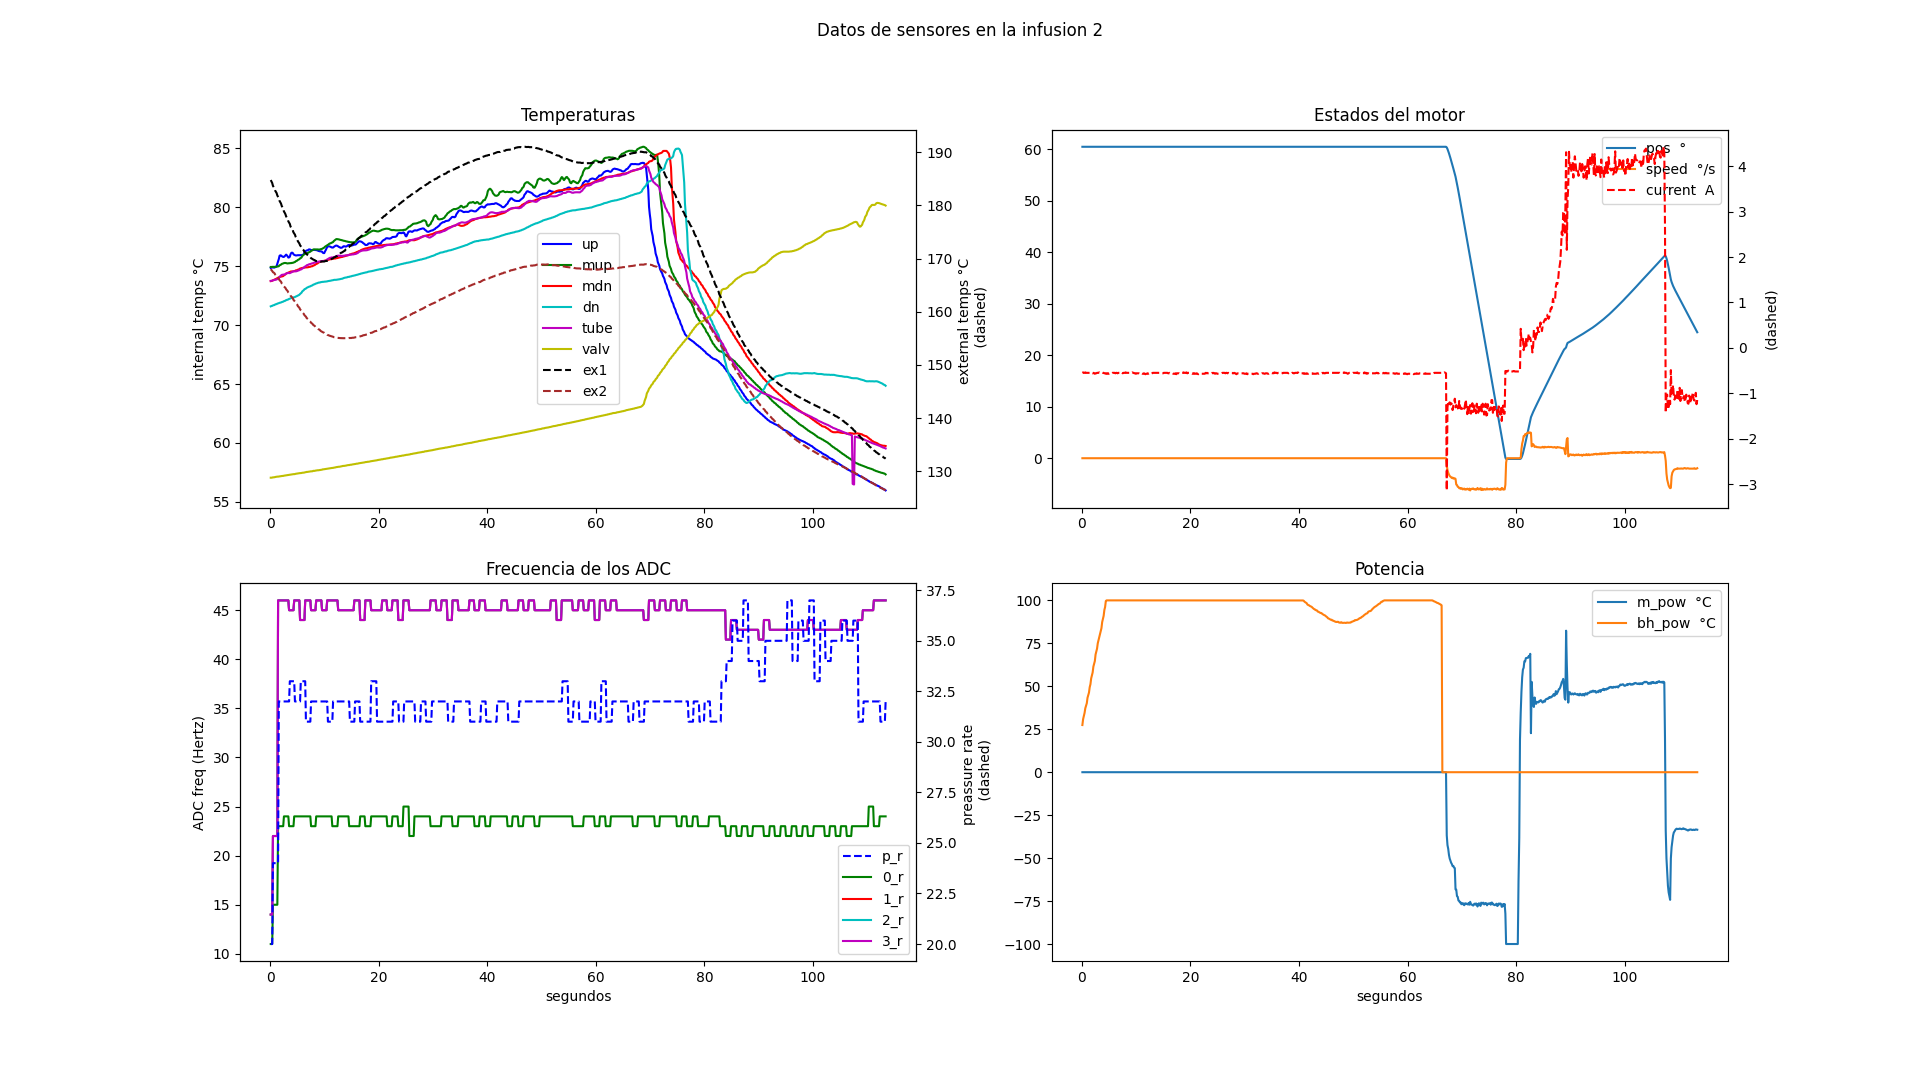 Datos de sensores en la infusion 2
Temperaturas
internal temps °C
85
80
75
70
65
60
55
0 20 40 60 80 100
190
180
170
160
150
140
130
external temps °C
(dashed)
up
mup
mdn
dn
tube
valv
ex1
ex2
Estados del motor
60
50
40
30
20
10
0
0 20 40 60 80 100
4
3
2
1
0
−1
−2
−3
(dashed)
pos °
speed °/s
current A
Frecuencia de los ADC
ADC freq (Hertz)
45
40
35
30
25
20
15
10
0 20 40 60 80 100
segundos
37.5
35.0
32.5
30.0
27.5
25.0
22.5
20.0
preassure rate
(dashed)
p_r
0_r
1_r
2_r
3_r
Potencia
100
75
50
25
0
−25
−50
−75
−100
0 20 40 60 80 100
segundos
m_pow °C
bh_pow °C